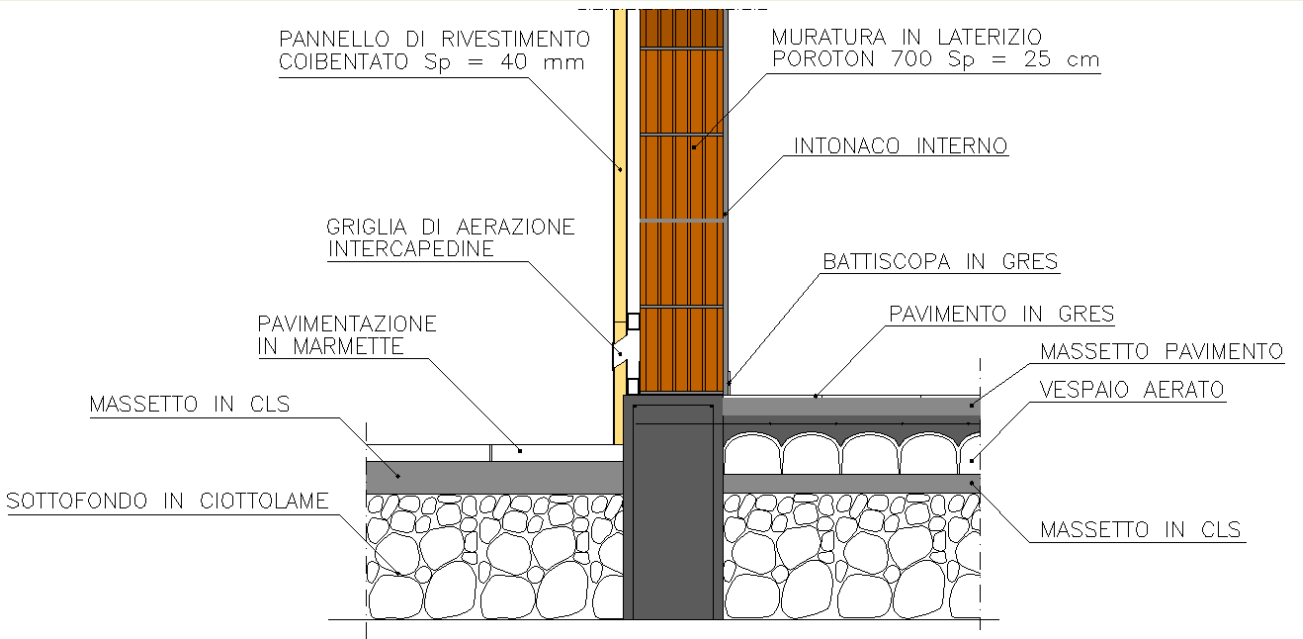 PANNELLO DI RIVESTIMENTO
COIBENTATO Sp = 40 mm
MURATURA IN LATERIZIO
POROTON 700 Sp = 25 cm
INTONACO INTERNO
GRIGLIA DI AERAZIONE
INTERCAPEDINE
BATTISCOPA IN GRES
PAVIMENTAZIONE
IN MARMETTE
PAVIMENTO IN GRES
MASSETTO PAVIMENTO
VESPAIO AERATO
MASSETTO IN CLS
SOTTOFONDO IN CIOTTOLAME
MASSETTO IN CLS